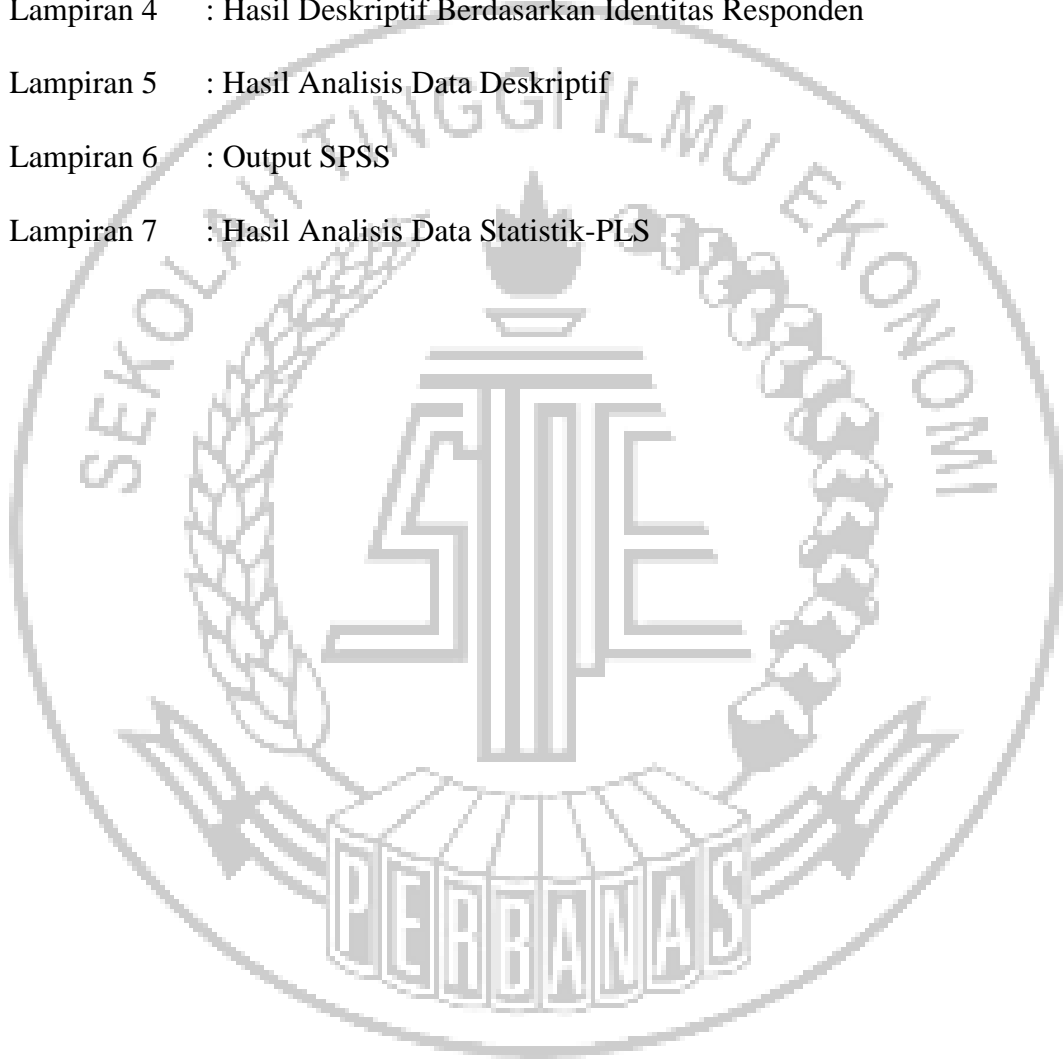 Lampiran 4 : Hasil Deskriptif Berdasarkan Identitas Responden
Lampiran 5 : Hasil Analisis Data Deskriptif
Lampiran 6 : Output SPSS
Lampiran 7 : Hasil Analisis Data Statistik-PLS
SEKOLAH TINGGI ILMU EKONOMI
STIE
PERBANAS